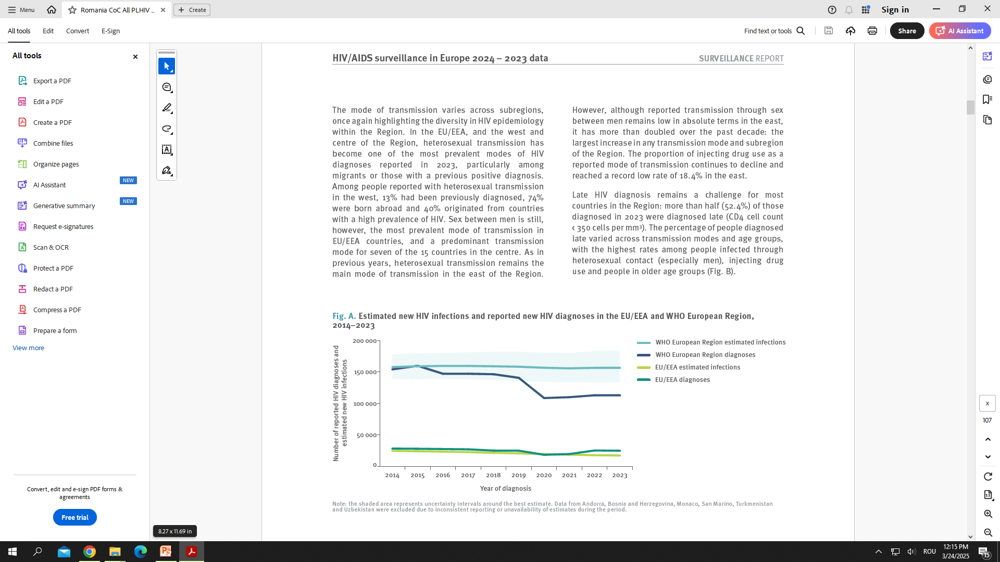 Menu
Romania CoC All PLHIV ...
Create
Sign in
All tools
Edit
Convert
E-Sign
Find text or tools
Share
AI Assistant
All tools
Export a PDF
Edit a PDF
Create a PDF
Combine files
Organize pages
AI Assistant
NEW
Generative summary
NEW
Request e-signatures
Scan & OCR
Protect a PDF
Redact a PDF
Compress a PDF
Prepare a form
View more
Convert, edit and e-sign PDF forms &
agreements
Free trial
8.27 x 11.69 in
HIV/AIDS surveillance in Europe 2024 – 2023 data
SURVEILLANCE REPORT
The mode of transmission varies across subregions,
once again highlighting the diversity in HIV epidemiology
within the Region. In the EU/EEA, and the west and
centre of the Region, heterosexual transmission has
become one of the most prevalent modes of HIV
diagnoses reported in 2023, particularly among
migrants or those with a previous positive diagnosis.
Among people reported with heterosexual transmission
in the west, 13% had been previously diagnosed, 74%
were born abroad and 40% originated from countries
with a high prevalence of HIV. Sex between men is still,
however, the most prevalent mode of transmission in
EU/EEA countries, and a predominant transmission
mode for seven of the 15 countries in the centre. As in
previous years, heterosexual transmission remains the
main mode of transmission in the east of the Region.
However, although reported transmission through sex
between men remains low in absolute terms in the east,
it has more than doubled over the past decade: the
largest increase in any transmission mode and subregion
of the Region. The proportion of injecting drug use as a
reported mode of transmission continues to decline and
reached a record low rate of 18.4% in the east.
Late HIV diagnosis remains a challenge for most
countries in the Region: more than half (52.4%) of those
diagnosed in 2023 were diagnosed late (CD4 cell count
< 350 cells per mm³). The percentage of people diagnosed
late varied across transmission modes and age groups,
with the highest rates among people infected through
heterosexual contact (especially men), injecting drug
use and people in older age groups (Fig. B).
Fig. A. Estimated new HIV infections and reported new HIV diagnoses in the EU/EEA and WHO European Region,
2014–2023
Number of reported HIV diagnoses and
estimated new HIV infections
200 000
150 000
100 000
50 000
0
2014 2015 2016 2017 2018 2019 2020 2021 2022 2023
Year of diagnosis
WHO European Region estimated infections
WHO European Region diagnoses
EU/EEA estimated infections
EU/EEA diagnoses
Note: the shaded area represents uncertainty intervals around the best estimate. Data from Andorra, Bosnia and Herzegovina, Monaco, San Marino, Turkmenistan
and Uzbekistan were excluded due to inconsistent reporting or unavailability of estimates during the period.
x
107
1:1
ROU
12:15 PM
3/24/2025
15